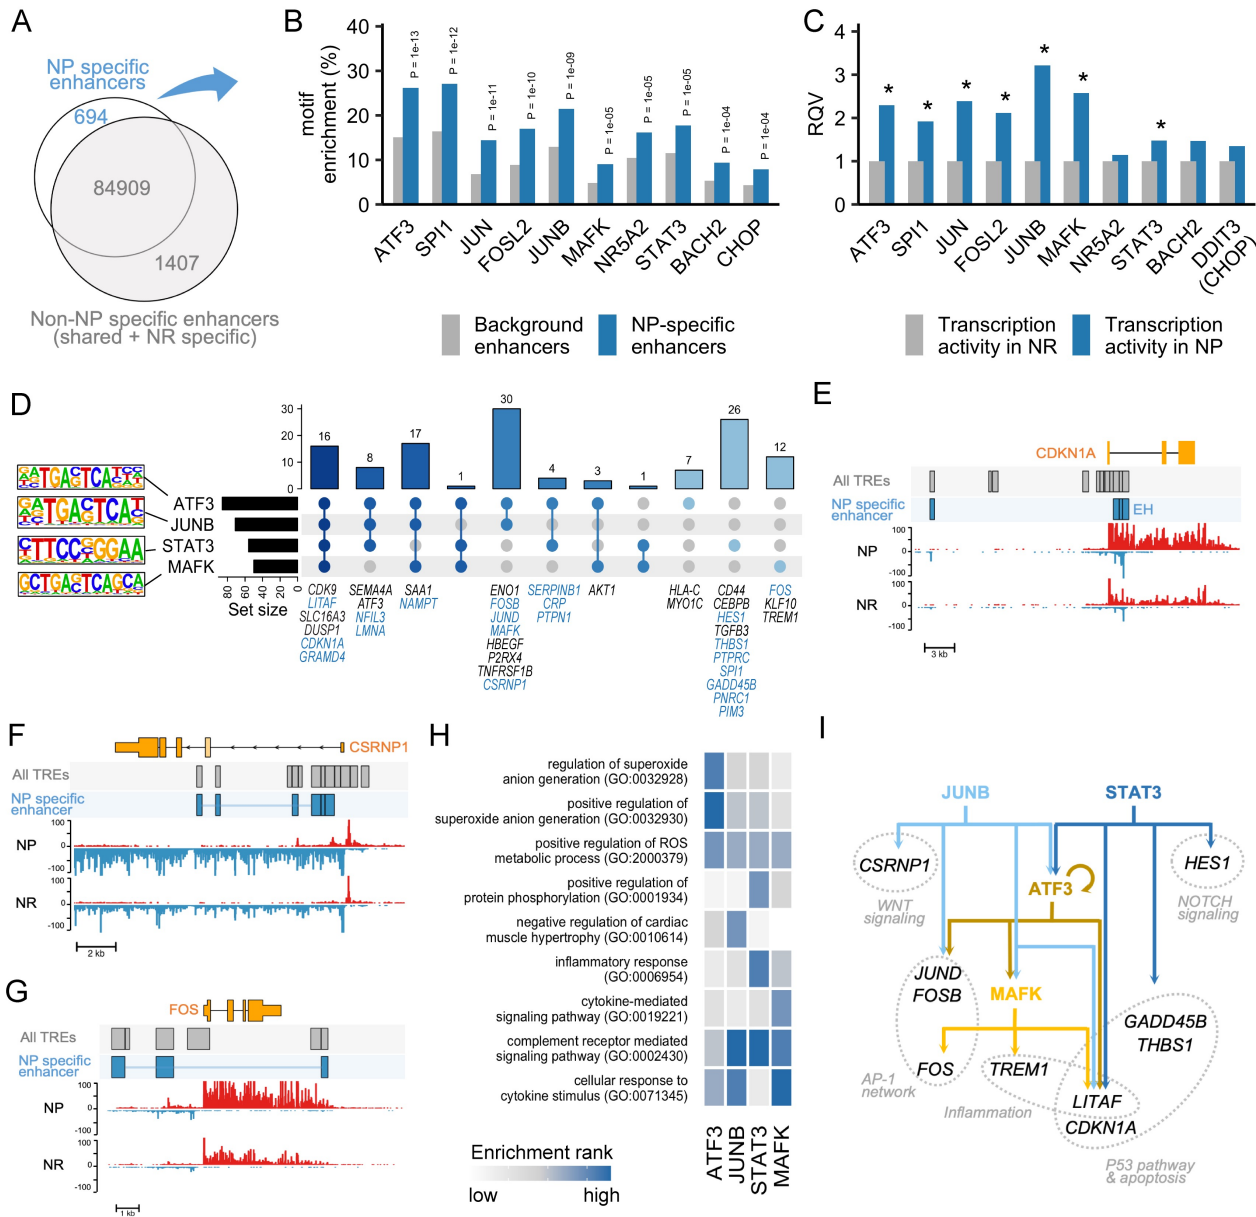 A
NP specific
enhancers
694
84909
1407
Non-NP specific enhancers
(shared + NR specific)
B
motif
enrichment (%)
40
30
20
10
0
P = 1e-13
P = 1e-12
P = 1e-11
P = 1e-10
P = 1e-09
P = 1e-05
P = 1e-05
P = 1e-05
P = 1e-04
P = 1e-04
ATF3
SPI1
JUN
FOSL2
JUNB
MAFK
NR5A2
STAT3
BACH2
CHOP
Background
enhancers
NP-specific
enhancers
C
RQV
4
3
2
1
0
* * * * * * *
ATF3
SPI1
JUN
FOSL2
JUNB
MAFK
NR5A2
STAT3
BACH2
DDIT3
(CHOP)
Transcription
activity in NR
Transcription
activity in NP
D
30
20
10
0
16
8
17
1
30
4
3
1
7
26
12
ATF3
JUNB
STAT3
MAFK
80 60 40 20 0
Set size
CDK9
LITAF
SLC16A3
DUSP1
CDKN1A
GRAMD4
SEMA4A
ATF3
NFIL3
LMNA
SAA1
NAMPT
ENO1
FOSB
JUND
MAFK
HBEGF
P2RX4
TNFRSF1B
CSRNP1
SERPINB1
CRP
PTPN1
AKT1
HLA-C
MYO1C
CD44
CEBPB
HES1
TGFB3
THBS1
PTPRC
SPI1
GADD45B
PNRC1
PIM3
FOS
KLF10
TREM1
E
CDKN1A
All TREs
NP specific
enhancer
EH
NP
100
0
-100
NR
100
0
-100
3 kb
F
CSRNP1
All TREs
NP specific
enhancer
NP
100
0
-100
NR
100
0
-100
2 kb
G
FOS
All TREs
NP specific
enhancer
NP
100
0
-100
NR
100
0
-100
1 kb
H
regulation of superoxide
anion generation (GO:0032928)
positive regulation of
superoxide anion generation (GO:0032930)
positive regulation of ROS
metabolic process (GO:2000379)
positive regulation of
protein phosphorylation (GO:0001934)
negative regulation of cardiac
muscle hypertrophy (GO:0010614)
inflammatory response
(GO:0006954)
cytokine-mediated
signaling pathway (GO:0019221)
complement receptor mediated
signaling pathway (GO:0002430)
cellular response to
cytokine stimulus (GO:0071345)
ATF3
JUNB
STAT3
MAFK
Enrichment rank
low high
I
JUNB
STAT3
CSRNP1
WNT
signaling
ATF3
HES1
NOTCH
signaling
JUND
FOSB
MAFK
GADD45B
THBS1
FOS
TREM1
AP-1
network
Inflammation
LITAF
CDKN1A
P53 pathway
& apoptosis